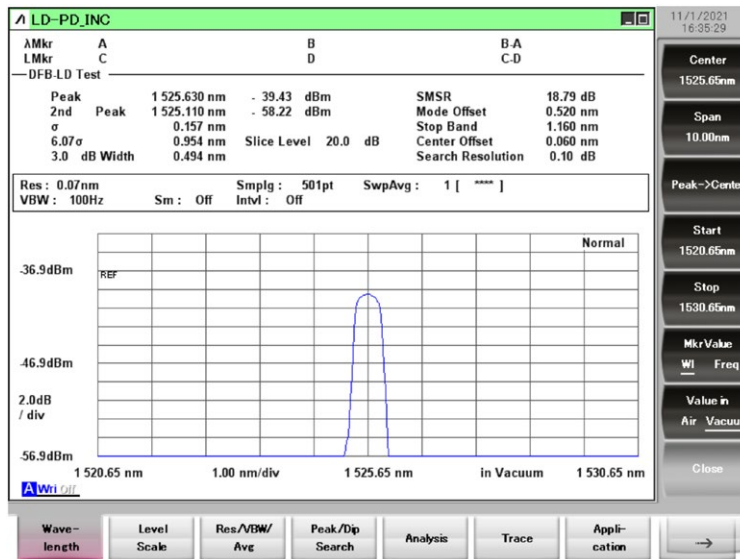 LD-PD_INC
11/1/2021
16:35:29
λMkr A B B-A
LMkr C D C-D
DFB-LD Test
Peak 1 525.630 nm - 39.43 dBm SMSR 18.79 dB
2nd Peak 1 525.110 nm - 58.22 dBm Mode Offset 0.520 nm
σ 0.157 nm Stop Band 1.160 nm
6.07σ 0.954 nm Slice Level 20.0 dB Center Offset 0.060 nm
3.0 dB Width 0.494 nm Search Resolution 0.10 dB
Res : 0.07nm Smplg : 501pt SwpAvg : 1 [ **** ]
VBW : 100Hz Sm : Off Intvl : Off
Normal
-36.9dBm
REF
-46.9dBm
2.0dB
/ div
-56.9dBm
1 520.65 nm 1.00 nm/div 1 525.65 nm in Vacuum 1 530.65 nm
A Wri Off
Center
1525.65nm
Span
10.00nm
Peak->Cente
Start
1520.65nm
Stop
1530.65nm
MkrValue
Wl Freq
Value in
Air Vacuu
Close
Wave-
length
Level
Scale
Res/VBW/
Avg
Peak/Dip
Search
Analysis
Trace
Appli-
cation
→